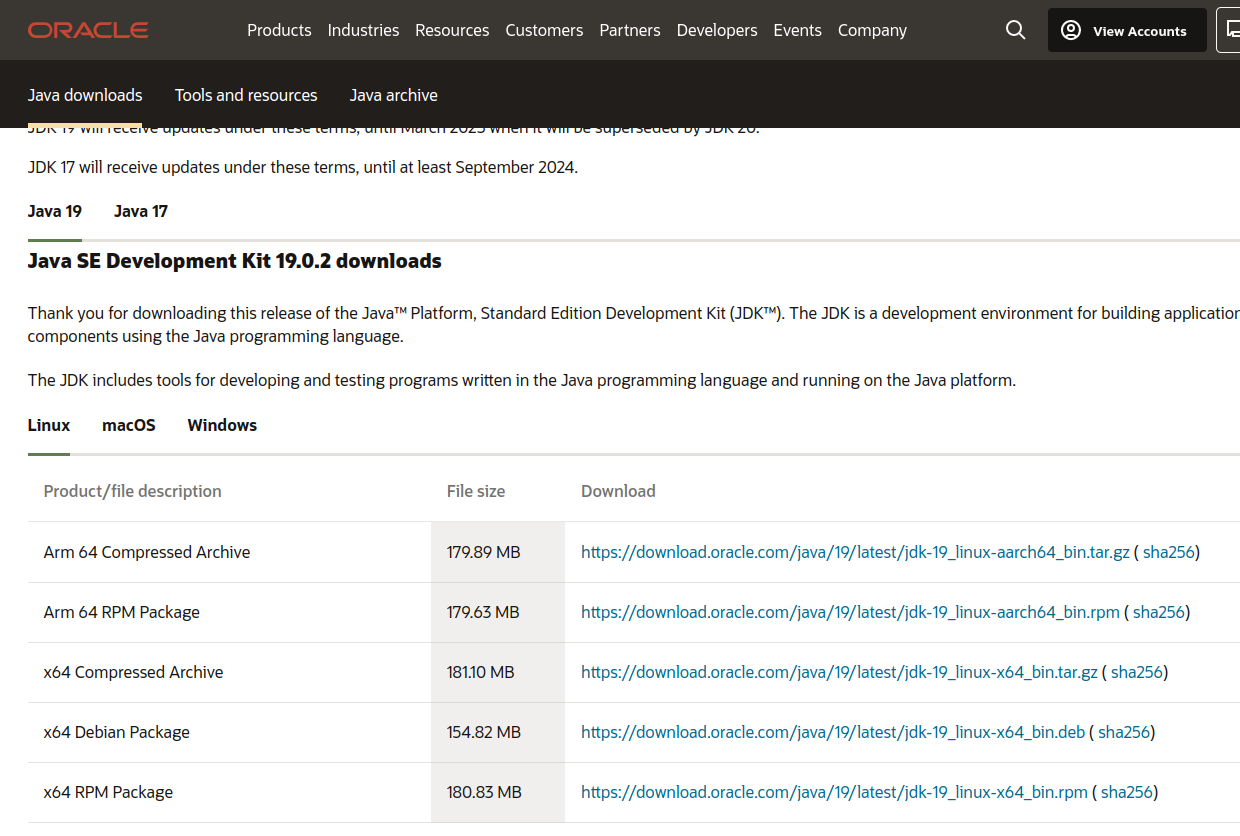 ORACLE
Products Industries Resources Customers Partners Developers Events Company
View Accounts
Java downloads Tools and resources Java archive
JDK 19 will receive updates under these terms, until March 2023 when it will be superseded by JDK 20.
JDK 17 will receive updates under these terms, until at least September 2024.
Java 19 Java 17
Java SE Development Kit 19.0.2 downloads
Thank you for downloading this release of the Java™ Platform, Standard Edition Development Kit (JDK™). The JDK is a development environment for building application
components using the Java programming language.
The JDK includes tools for developing and testing programs written in the Java programming language and running on the Java platform.
Linux macOS Windows
Product/file description File size Download
Arm 64 Compressed Archive 179.89 MB https://download.oracle.com/java/19/latest/jdk-19_linux-aarch64_bin.tar.gz ( sha256)
Arm 64 RPM Package 179.63 MB https://download.oracle.com/java/19/latest/jdk-19_linux-aarch64_bin.rpm ( sha256)
x64 Compressed Archive 181.10 MB https://download.oracle.com/java/19/latest/jdk-19_linux-x64_bin.tar.gz ( sha256)
x64 Debian Package 154.82 MB https://download.oracle.com/java/19/latest/jdk-19_linux-x64_bin.deb ( sha256)
x64 RPM Package 180.83 MB https://download.oracle.com/java/19/latest/jdk-19_linux-x64_bin.rpm ( sha256)